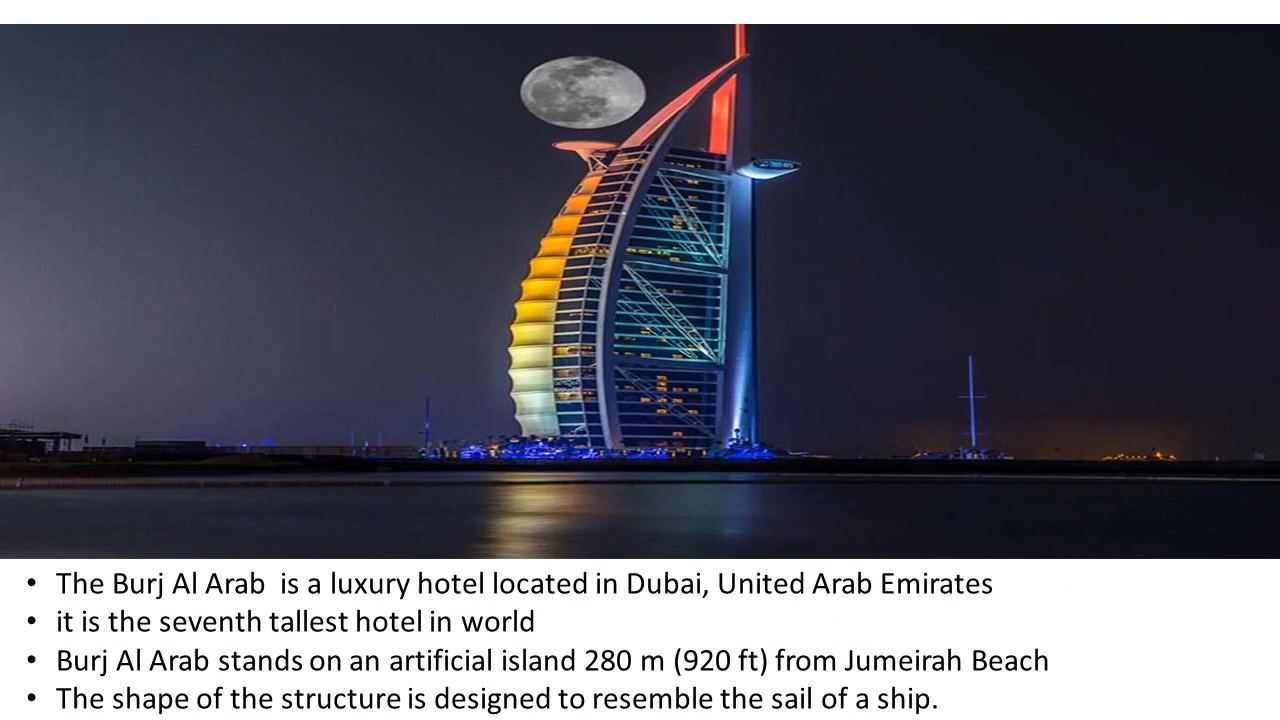 • The Burj Al Arab  is a luxury hotel located in Dubai, United Arab Emirates
• it is the seventh tallest hotel in world
• Burj Al Arab stands on an artificial island 280 m (920 ft) from Jumeirah Beach
• The shape of the structure is designed to resemble the sail of a ship.